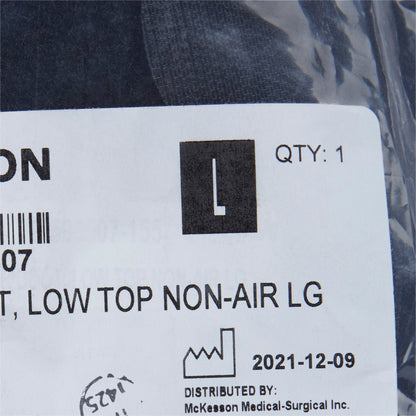 ON
L
QTY: 1
07
T, LOW TOP NON-AIR LG
2021-12-09
DISTRIBUTED BY:
McKesson Medical-Surgical Inc.